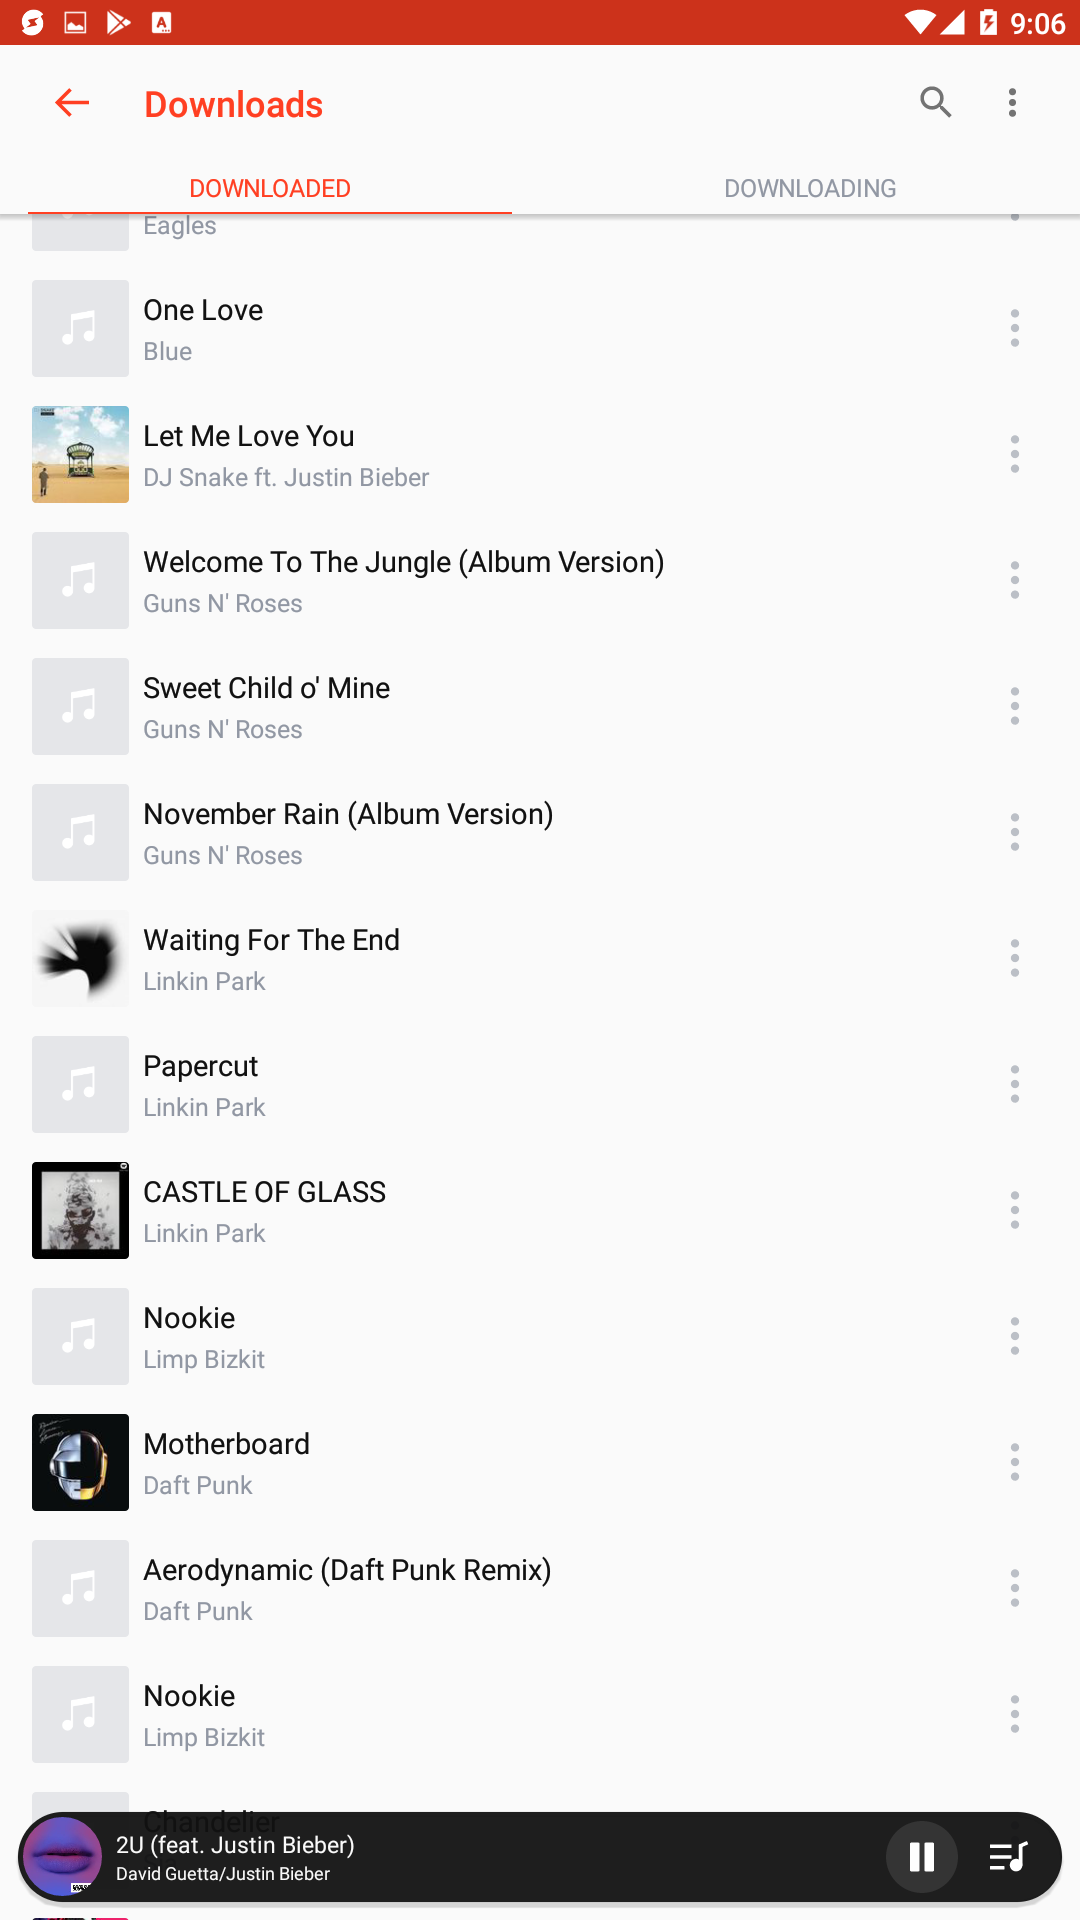 9:06
Downloads
DOWNLOADED
DOWNLOADING
Eagles
One Love
Blue
Let Me Love You
DJ Snake ft. Justin Bieber
Welcome To The Jungle (Album Version)
Guns N' Roses
Sweet Child o' Mine
Guns N' Roses
November Rain (Album Version)
Guns N' Roses
Waiting For The End
Linkin Park
Papercut
Linkin Park
CASTLE OF GLASS
Linkin Park
Nookie
Limp Bizkit
Motherboard
Daft Punk
Aerodynamic (Daft Punk Remix)
Daft Punk
Nookie
Limp Bizkit
Chandelier
2U (feat. Justin Bieber)
David Guetta/Justin Bieber